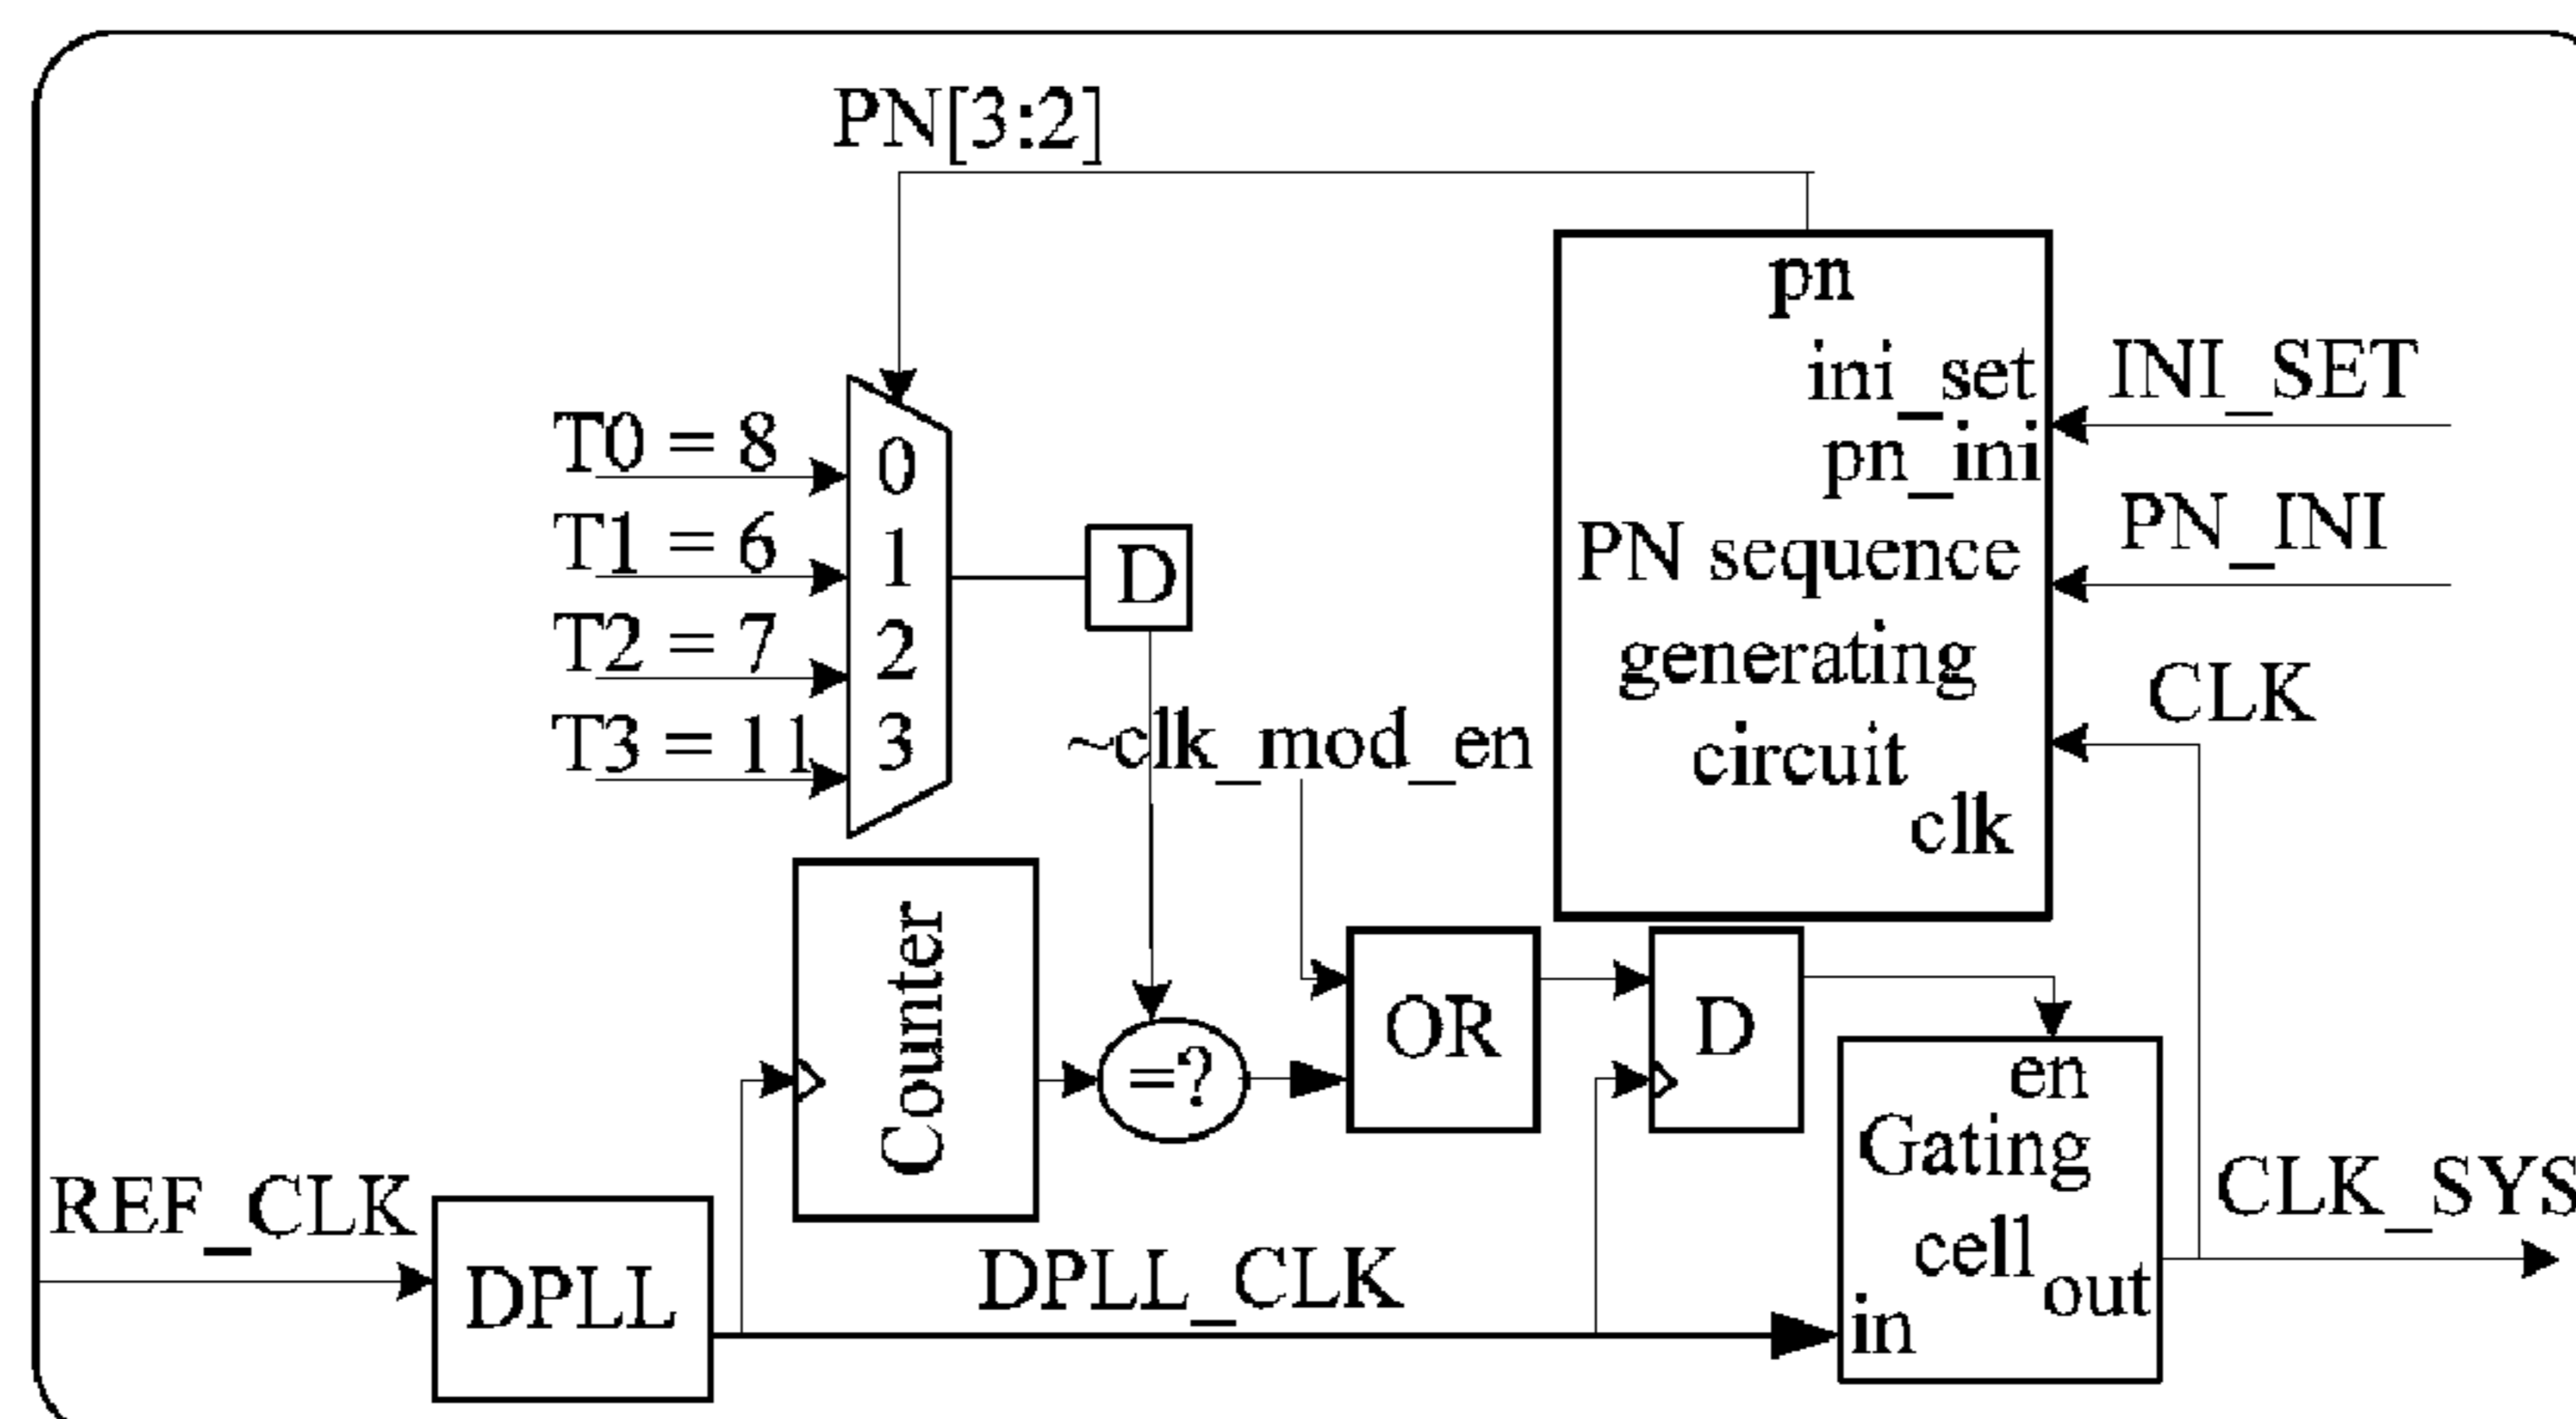 PN[3:2]
pn
ini_set
INI_SET
pn_ini
PN_INI
PN sequence
generating
circuit
clk
CLK
T0 = 8
T1 = 6
T2 = 7
T3 = 11
0
1
2
3
D
~clk_mod_en
Counter
=?
OR
D
en
Gating
cell
out
in
REF_CLK
DPLL
DPLL_CLK
CLK_SYS